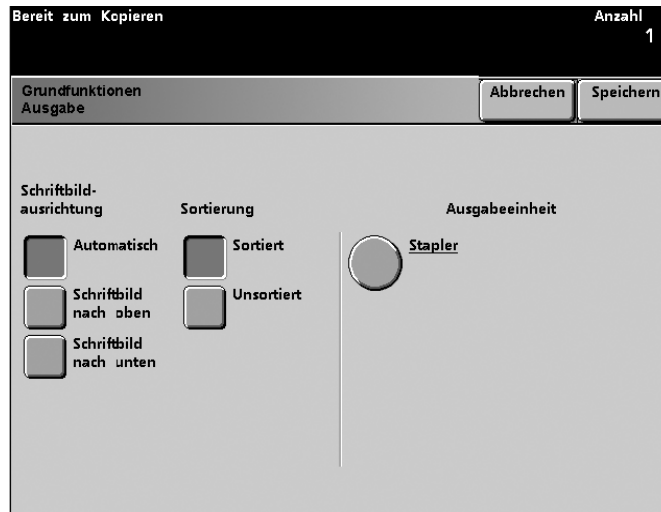 Bereit zum Kopieren
Anzahl
1
Grundfunktionen
Ausgabe
Abbrechen
Speichern
Schriftbild-
ausrichtung
Automatisch
Schriftbild
nach oben
Schriftbild
nach unten
Sortierung
Sortiert
Unsortiert
Ausgabeeinheit
Stapler